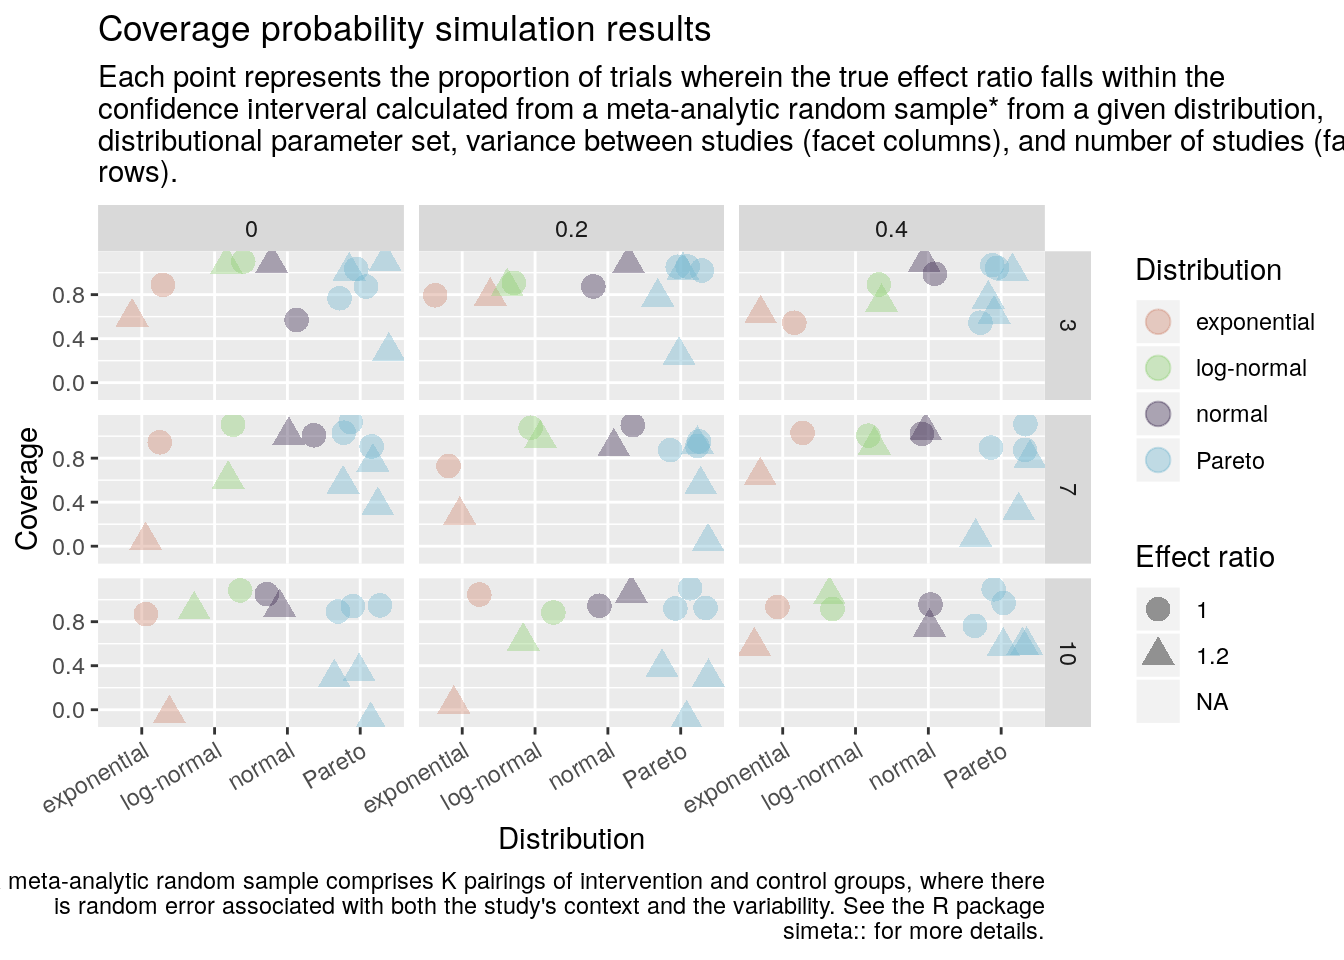 Coverage probability simulation results
Each point represents the proportion of trials wherein the true effect ratio falls within the
confidence interveral calculated from a meta-analytic random sample* from a given distribution,
distributional parameter set, variance between studies (facet columns), and number of studies (fa
rows).
0 0.2 0.4
Coverage
0.8
0.4
0.0
3
0.8
0.4
0.0
7
0.8
0.4
0.0
10
exponential log-normal normal Pareto exponential log-normal normal Pareto exponential log-normal normal Pareto
Distribution
Distribution
exponential
log-normal
normal
Pareto
Effect ratio
1
1.2
NA
meta-analytic random sample comprises K pairings of intervention and control groups, where there
is random error associated with both the study's context and the variability. See the R package
simeta:: for more details.